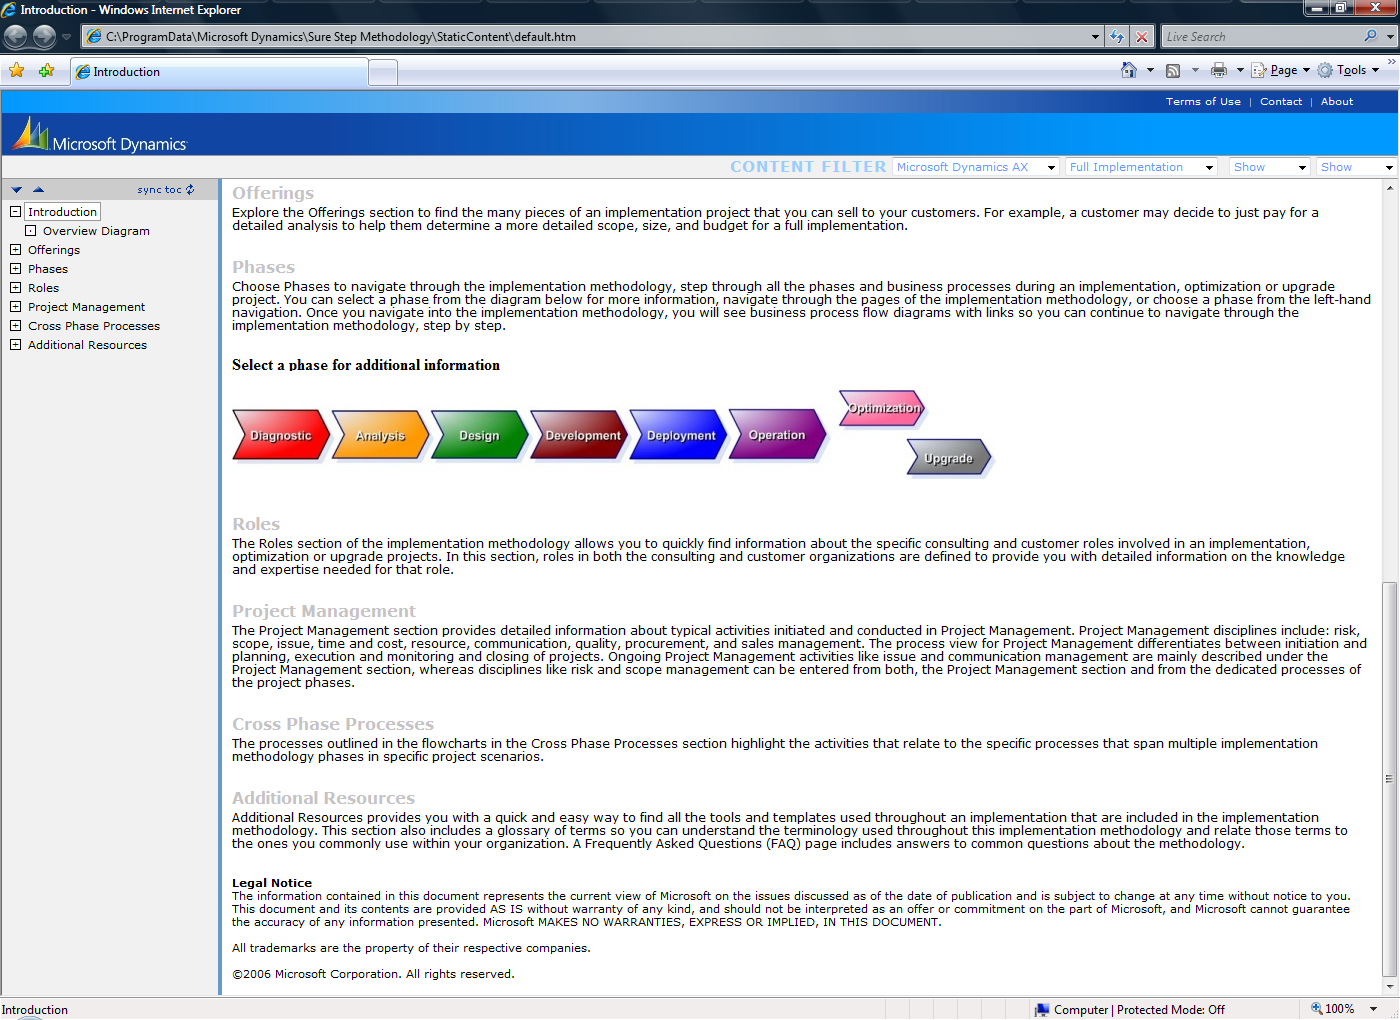 Introduction - Windows Internet Explorer
C:\ProgramData\Microsoft Dynamics\Sure Step Methodology\StaticContent\default.htm
Live Search
Introduction
Page
Tools
Terms of Use | Contact | About
Microsoft Dynamics
CONTENT FILTER
Microsoft Dynamics AX
Full Implementation
Show
Show
sync toc
Introduction
Overview Diagram
Offerings
Phases
Roles
Project Management
Cross Phase Processes
Additional Resources
Offerings
Explore the Offerings section to find the many pieces of an implementation project that you can sell to your customers. For example, a customer may decide to just pay for a
detailed analysis to help them determine a more detailed scope, size, and budget for a full implementation.
Phases
Choose Phases to navigate through the implementation methodology, step through all the phases and business processes during an implementation, optimization or upgrade
project. You can select a phase from the diagram below for more information, navigate through the pages of the implementation methodology, or choose a phase from the left-hand
navigation. Once you navigate into the implementation methodology, you will see business process flow diagrams with links so you can continue to navigate through the
implementation methodology, step by step.
Select a phase for additional information
Diagnostic
Analysis
Design
Development
Deployment
Operation
Optimization
Upgrade
Roles
The Roles section of the implementation methodology allows you to quickly find information about the specific consulting and customer roles involved in an implementation,
optimization or upgrade projects. In this section, roles in both the consulting and customer organizations are defined to provide you with detailed information on the knowledge
and expertise needed for that role.
Project Management
The Project Management section provides detailed information about typical activities initiated and conducted in Project Management. Project Management disciplines include: risk,
scope, issue, time and cost, resource, communication, quality, procurement, and sales management. The process view for Project Management differentiates between initiation and
planning, execution and monitoring and closing of projects. Ongoing Project Management activities like issue and communication management are mainly described under the
Project Management section, whereas disciplines like risk and scope management can be entered from both, the Project Management section and from the dedicated processes of
the project phases.
Cross Phase Processes
The processes outlined in the flowcharts in the Cross Phase Processes section highlight the activities that relate to the specific processes that span multiple implementation
methodology phases in specific project scenarios.
Additional Resources
Additional Resources provides you with a quick and easy way to find all the tools and templates used throughout an implementation that are included in the implementation
methodology. This section also includes a glossary of terms so you can understand the terminology used throughout this implementation methodology and relate those terms to
the ones you commonly use within your organization. A Frequently Asked Questions (FAQ) page includes answers to common questions about the methodology.
Legal Notice
The information contained in this document represents the current view of Microsoft on the issues discussed as of the date of publication and is subject to change at any time without notice to you.
This document and its contents are provided AS IS without warranty of any kind, and should not be interpreted as an offer or commitment on the part of Microsoft, and Microsoft cannot guarantee
the accuracy of any information presented. Microsoft MAKES NO WARRANTIES, EXPRESS OR IMPLIED, IN THIS DOCUMENT.
All trademarks are the property of their respective companies.
©2006 Microsoft Corporation. All rights reserved.
Introduction
Computer | Protected Mode: Off
100%